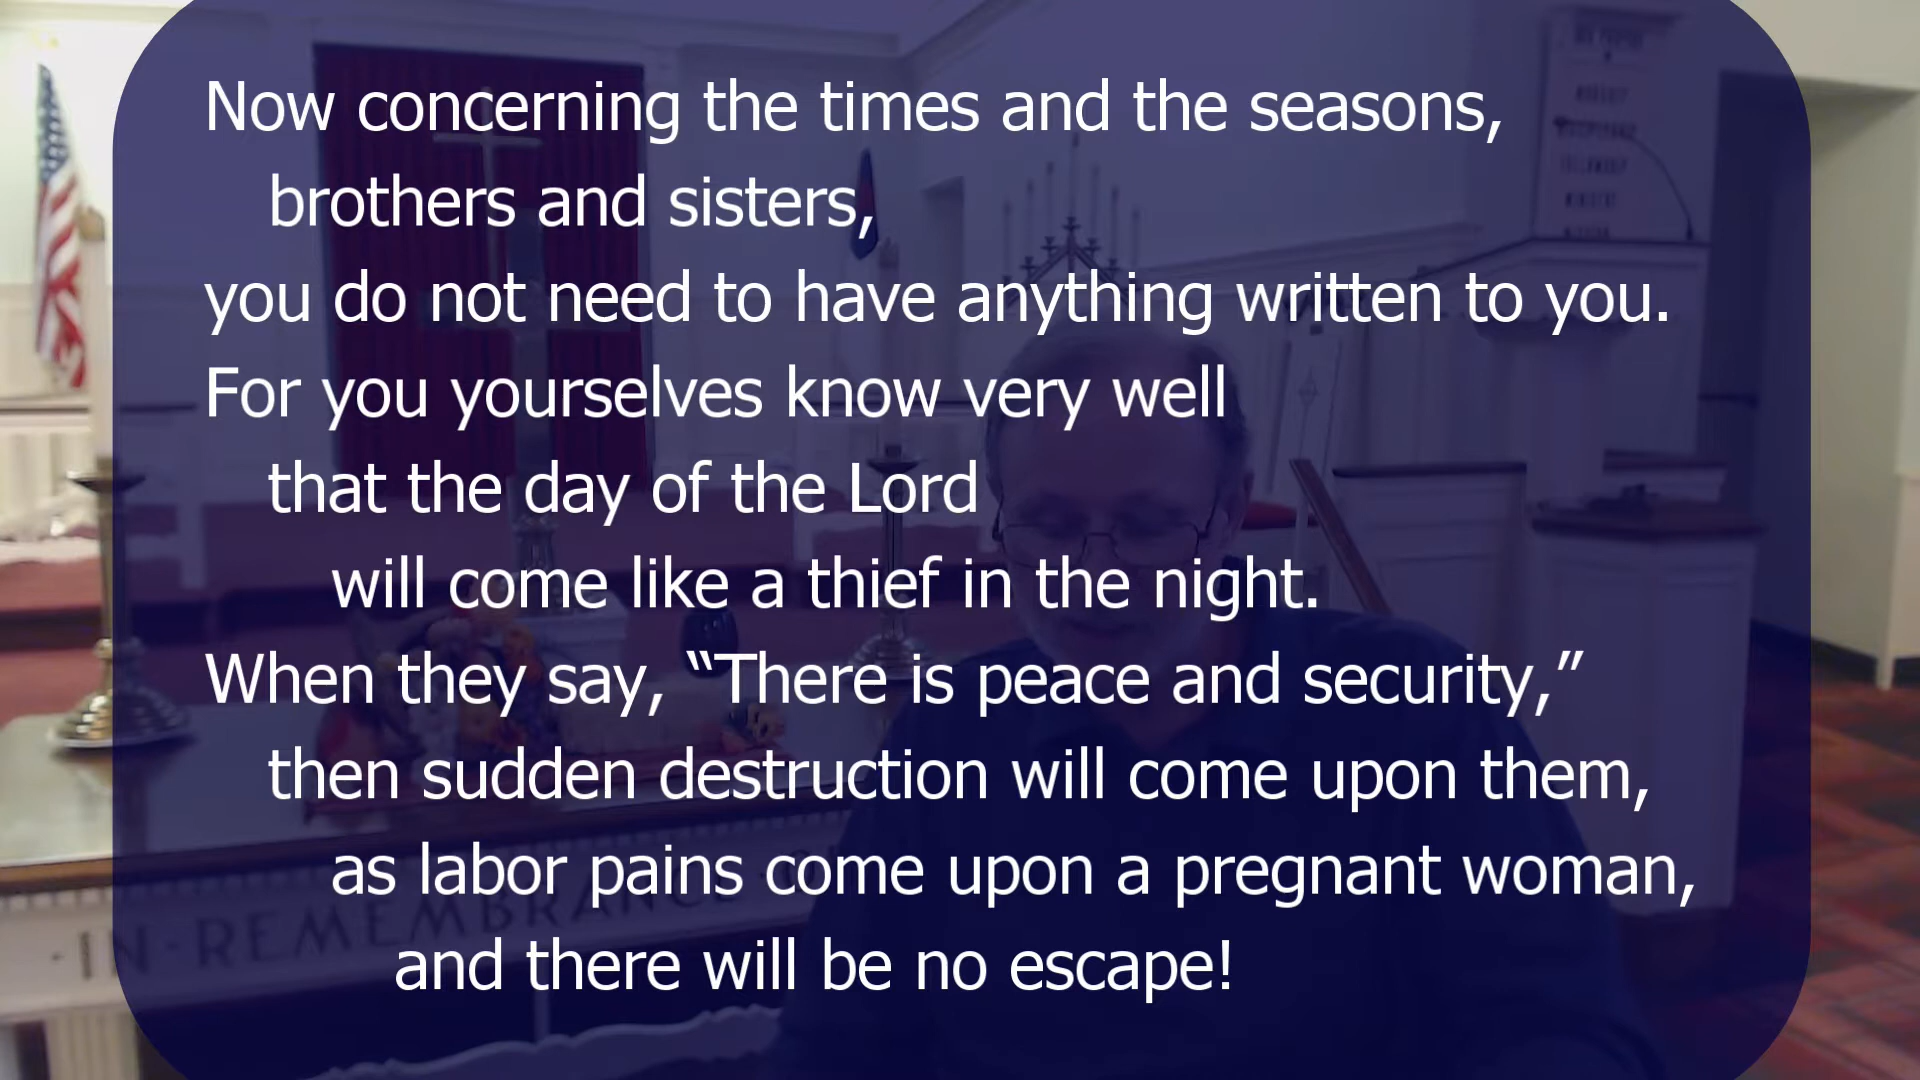 Now concerning the times and the seasons,
brothers and sisters,
you do not need to have anything written to you.
For you yourselves know very well
that the day of the Lord
will come like a thief in the night.
When they say, “There is peace and security,”
then sudden destruction will come upon them,
as labor pains come upon a pregnant woman,
and there will be no escape!
IN·REMEMBRANCE·O